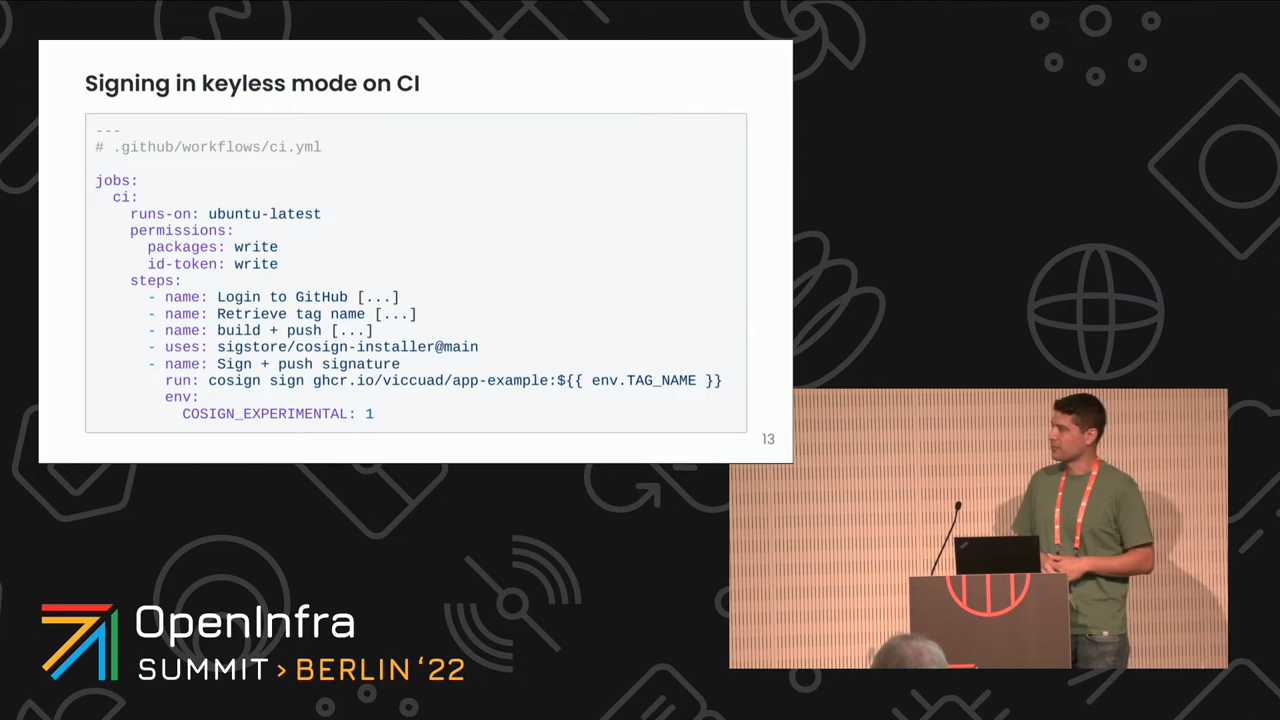 Signing in keyless mode on CI
---
# .github/workflows/ci.yml
jobs:
ci:
runs-on: ubuntu-latest
permissions:
packages: write
id-token: write
steps:
- name: Login to GitHub [...]
- name: Retrieve tag name [...]
- name: build + push [...]
- uses: sigstore/cosign-installer@main
- name: Sign + push signature
run: cosign sign ghcr.io/viccuad/app-example:${{ env.TAG_NAME }}
env:
COSIGN_EXPERIMENTAL: 1
13
OpenInfra
SUMMIT > BERLIN '22